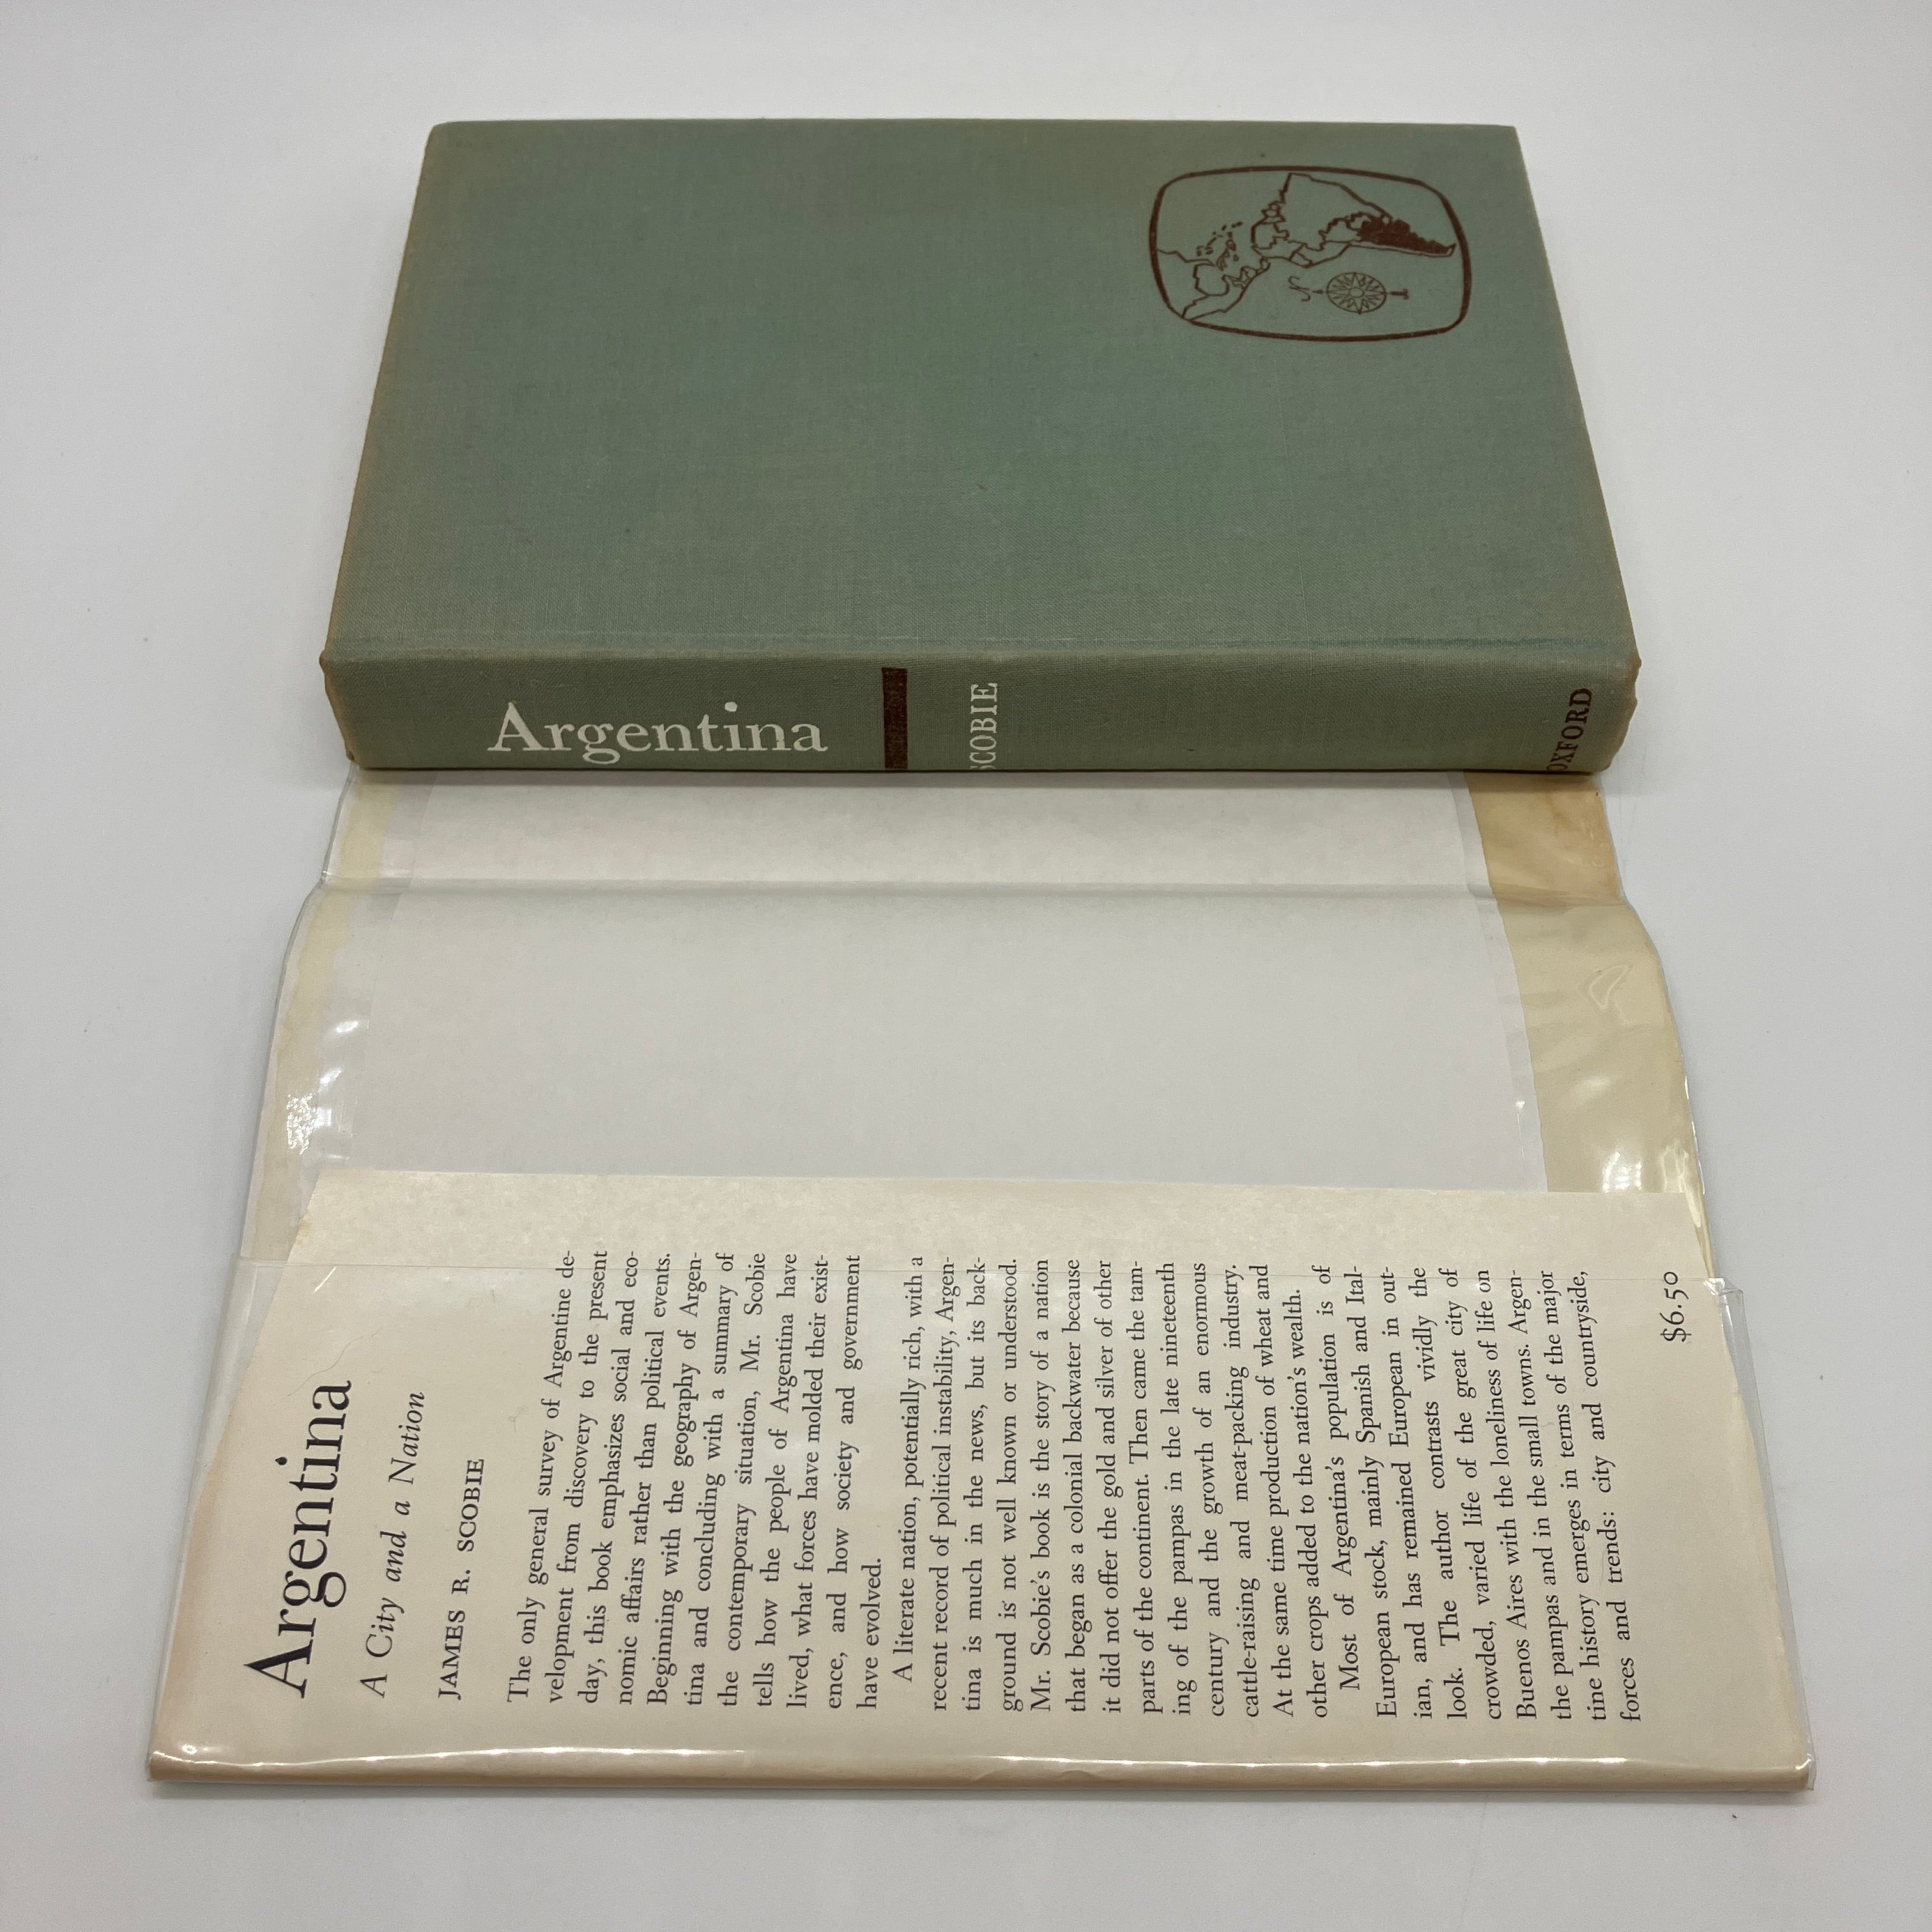 Argentina
SCOBIE
OXFORD
N
Argentina
A City and a Nation
JAMES R. SCOBIE
The only general survey of Argentine de-
velopment from discovery to the present
day, this book emphasizes social and eco-
nomic affairs rather than political events.
Beginning with the geography of Argen-
tina and concluding with a summary of
the contemporary situation, Mr. Scobie
tells how the people of Argentina have
lived, what forces have molded their exist-
ence, and how society and government
have evolved.
A literate nation, potentially rich, with a
recent record of political instability, Argen-
tina is much in the news, but its back-
ground is not well known or understood.
Mr. Scobie's book is the story of a nation
that began as a colonial backwater because
it did not offer the gold and silver of other
parts of the continent. Then came the tam-
ing of the pampas in the late nineteenth
century and the growth of an enormous
cattle-raising and meat-packing industry.
At the same time production of wheat and
other crops added to the nation's wealth.
Most of Argentina's population is of
European stock, mainly Spanish and Ital-
ian, and has remained European in out-
look. The author contrasts vividly the
crowded, varied life of the great city of
Buenos Aires with the loneliness of life on
the pampas and in the small towns. Argen-
tine history emerges in terms of the major
forces and trends: city and countryside,
$6.50